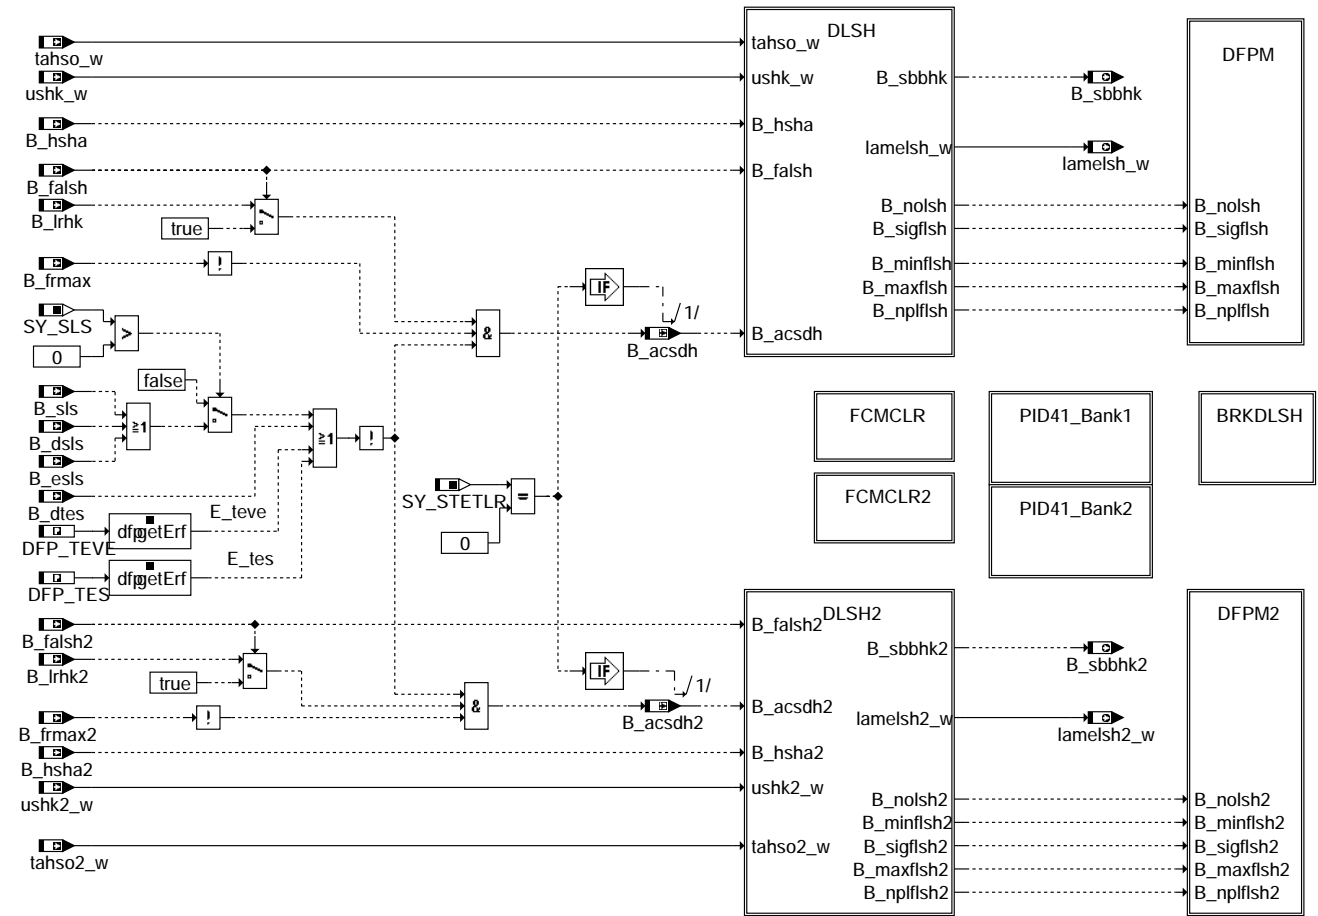 DLSH
tahso_w
tahso_w
DFPM
ushk_w
ushk_w
B_sbbhk
B_sbbhk
B_hsha
B_hsha
lamelsh_w
lamelsh_w
B_falsh
B_falsh
B_lrhk
true
B_nolsh
B_nolsh
B_sigflsh
B_sigflsh
B_frmax
!
B_minflsh
B_minflsh
IF
B_maxflsh
B_maxflsh
SY_SLS
>
/1/
B_nplflsh
B_nplflsh
0
&
B_acsdh
B_acsdh
false
B_sls
≥1
B_dsls
B_esls
≥1
!
FCMCLR
PID41_Bank1
BRKDLSH
B_dtes
E_teve
SY_STETLR
=
FCMCLR2
PID41_Bank2
DFP_TEVE
dfpgetErf
0
E_tes
DFP_TES
dfpgetErf
DLSH2
DFPM2
B_falsh2
B_falsh2
B_sbbhk2
B_sbbhk2
B_lrhk2
true
IF
/1/
B_frmax2
!
&
B_acsdh2
B_acsdh2
lamelsh2_w
lamelsh2_w
B_hsha2
B_hsha2
ushk2_w
ushk2_w
B_nolsh2
B_nolsh2
B_minflsh2
B_minflsh2
tahso2_w
tahso2_w
B_sigflsh2
B_sigflsh2
B_maxflsh2
B_maxflsh2
B_nplflsh2
B_nplflsh2